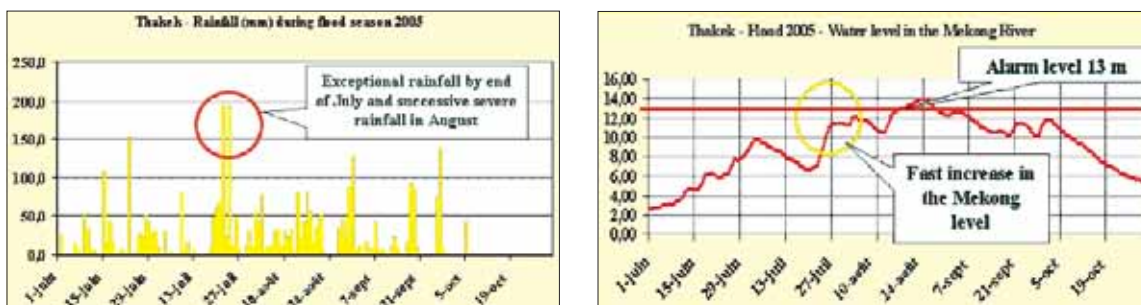 Thakek - Rainfall (mm) during flood season 2005
250,0
200,0
150,0
100,0
50,0
0,0
Exceptional rainfall by end
of July and successive severe
rainfall in August
1-juin
15-juin
29-juin
13-juil
27-juil
10-août
24-août
7-sept
21-sept
5-oct
19-oct
Thakek - Flood 2005 - Water level in the Mekong River
16,00
14,00
12,00
10,00
8,00
6,00
4,00
2,00
0,00
Alarm level 13 m
Fast increase in
the Mekong
level
1-juin
15-juin
29-juin
13-juil
27-juil
10-août
24-août
7-sept
21-sept
5-oct
19-oct